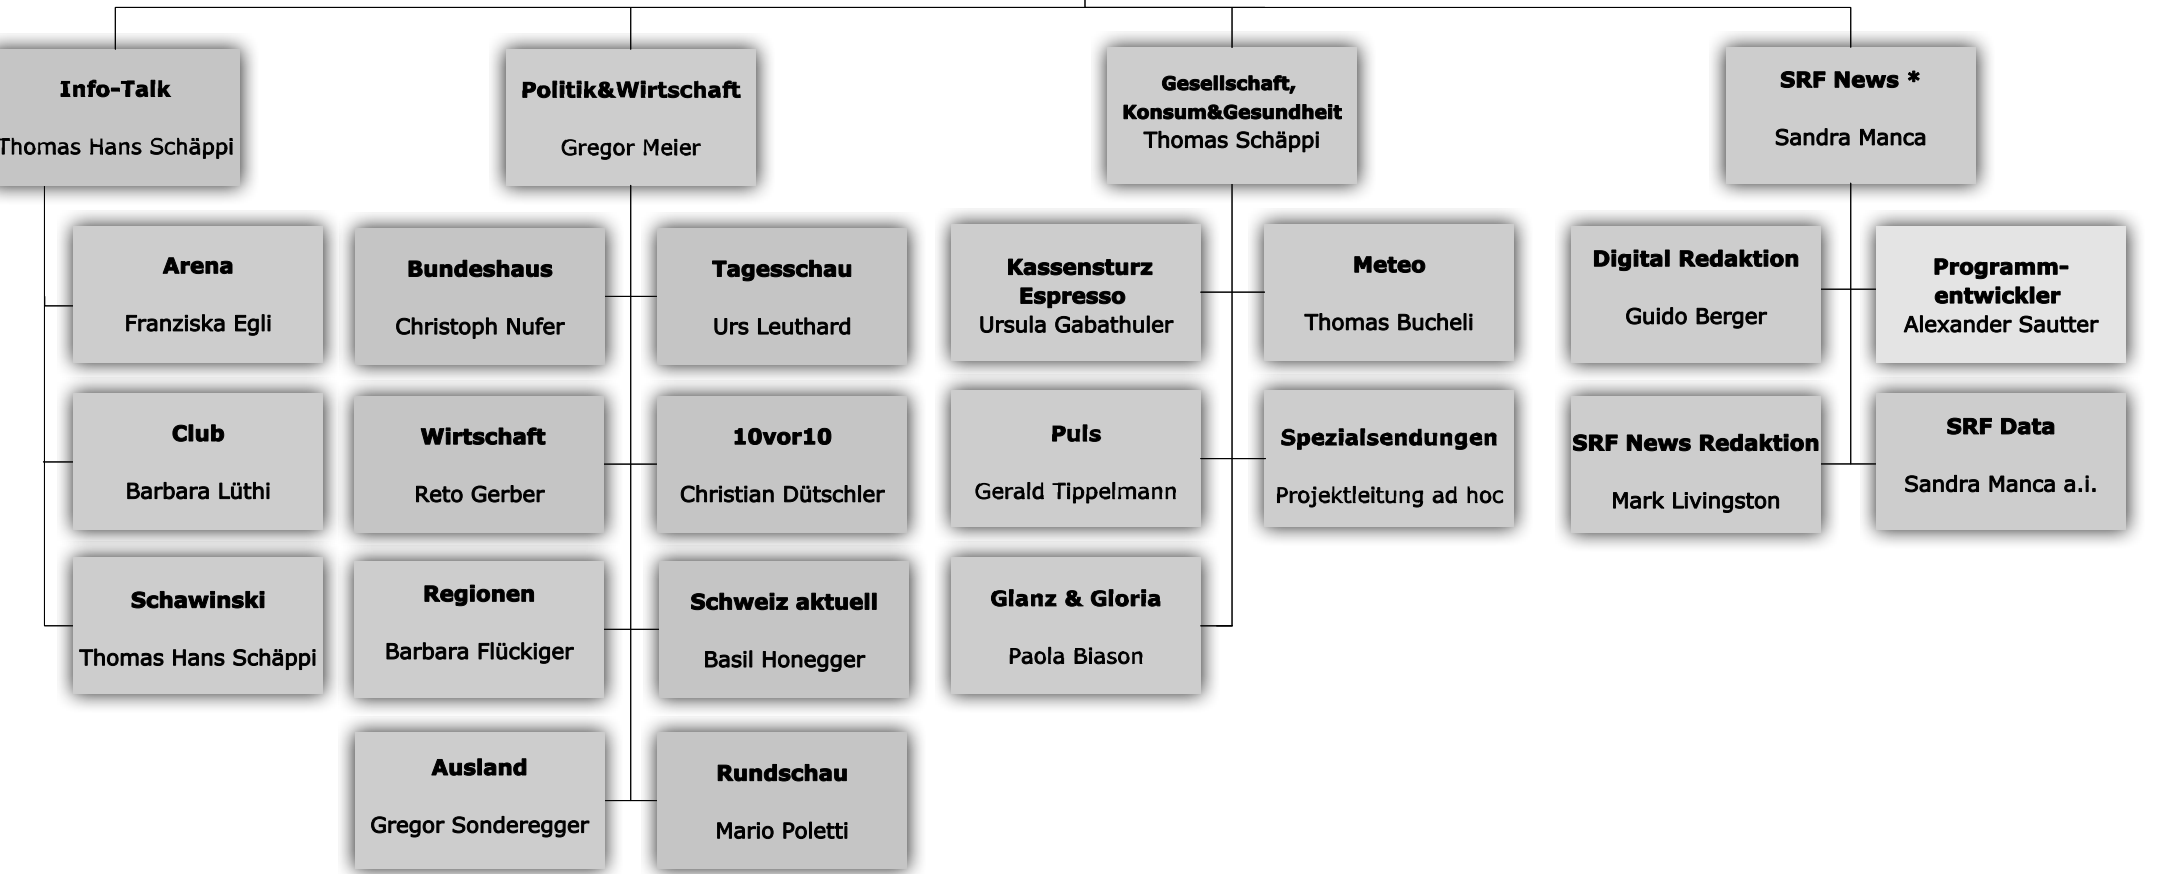 Info-Talk
Thomas Hans Schäppi
Politik&Wirtschaft
Gregor Meier
Gesellschaft,
Konsum&Gesundheit
Thomas Schäppi
SRF News *
Sandra Manca
Arena
Franziska Egli
Club
Barbara Lüthi
Schawinski
Thomas Hans Schäppi
Bundeshaus
Christoph Nufer
Tagesschau
Urs Leuthard
Wirtschaft
Reto Gerber
10vor10
Christian Dütschler
Regionen
Barbara Flückiger
Schweiz aktuell
Basil Honegger
Ausland
Gregor Sonderegger
Rundschau
Mario Poletti
Kassensturz
Espresso
Ursula Gabathuler
Meteo
Thomas Bucheli
Puls
Gerald Tippelmann
Spezialsendungen
Projektleitung ad hoc
Glanz & Gloria
Paola Biason
Digital Redaktion
Guido Berger
Programm-
entwickler
Alexander Sautter
SRF News Redaktion
Mark Livingston
SRF Data
Sandra Manca a.i.